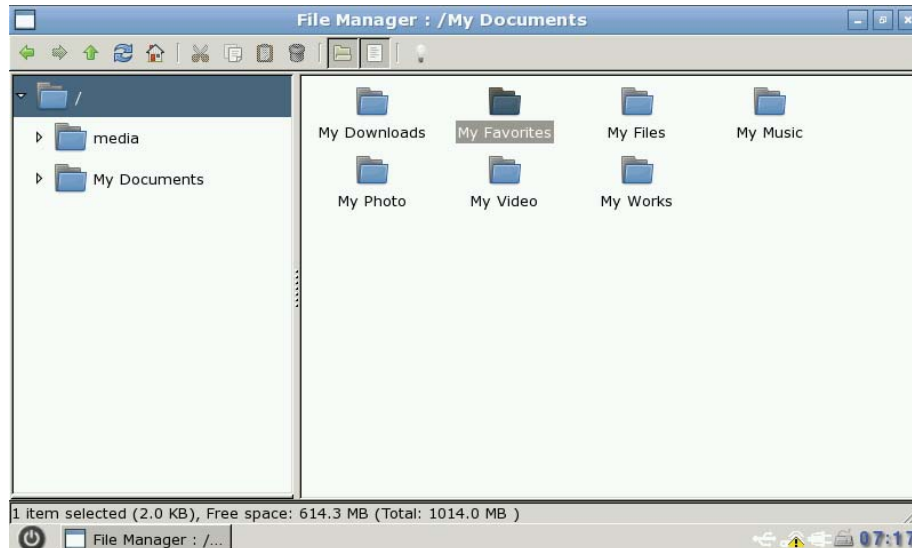 File Manager : /My Documents
/
media
My Documents
My Downloads My Favorites My Files My Music
My Photo My Video My Works
1 item selected (2.0 KB), Free space: 614.3 MB (Total: 1014.0 MB )
File Manager : /...
07:17